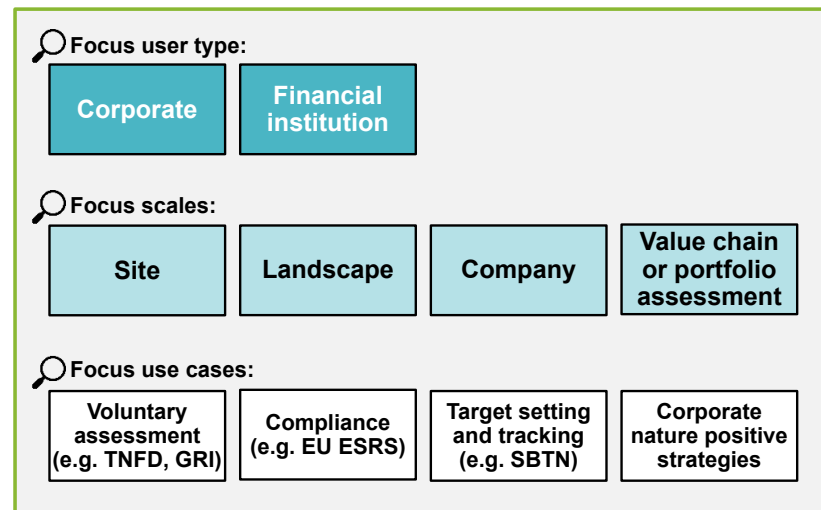 Focus user type:
Corporate
Financial
institution
Focus scales:
Site
Landscape
Company
Value chain
or portfolio
assessment
Focus use cases:
Voluntary
assessment
(e.g. TNFD, GRI)
Compliance
(e.g. EU ESRS)
Target setting
and tracking
(e.g. SBTN)
Corporate
nature positive
strategies